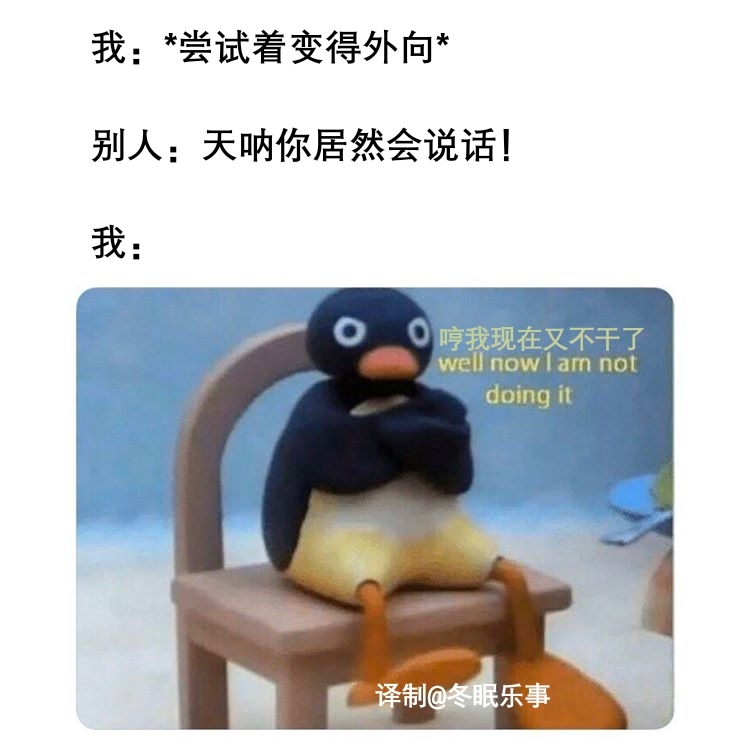 我：*尝试着变得外向*
别人：天呐你居然会说话！
我：
哼我现在又不干了
well now I am not
doing it
译制@冬眠乐事